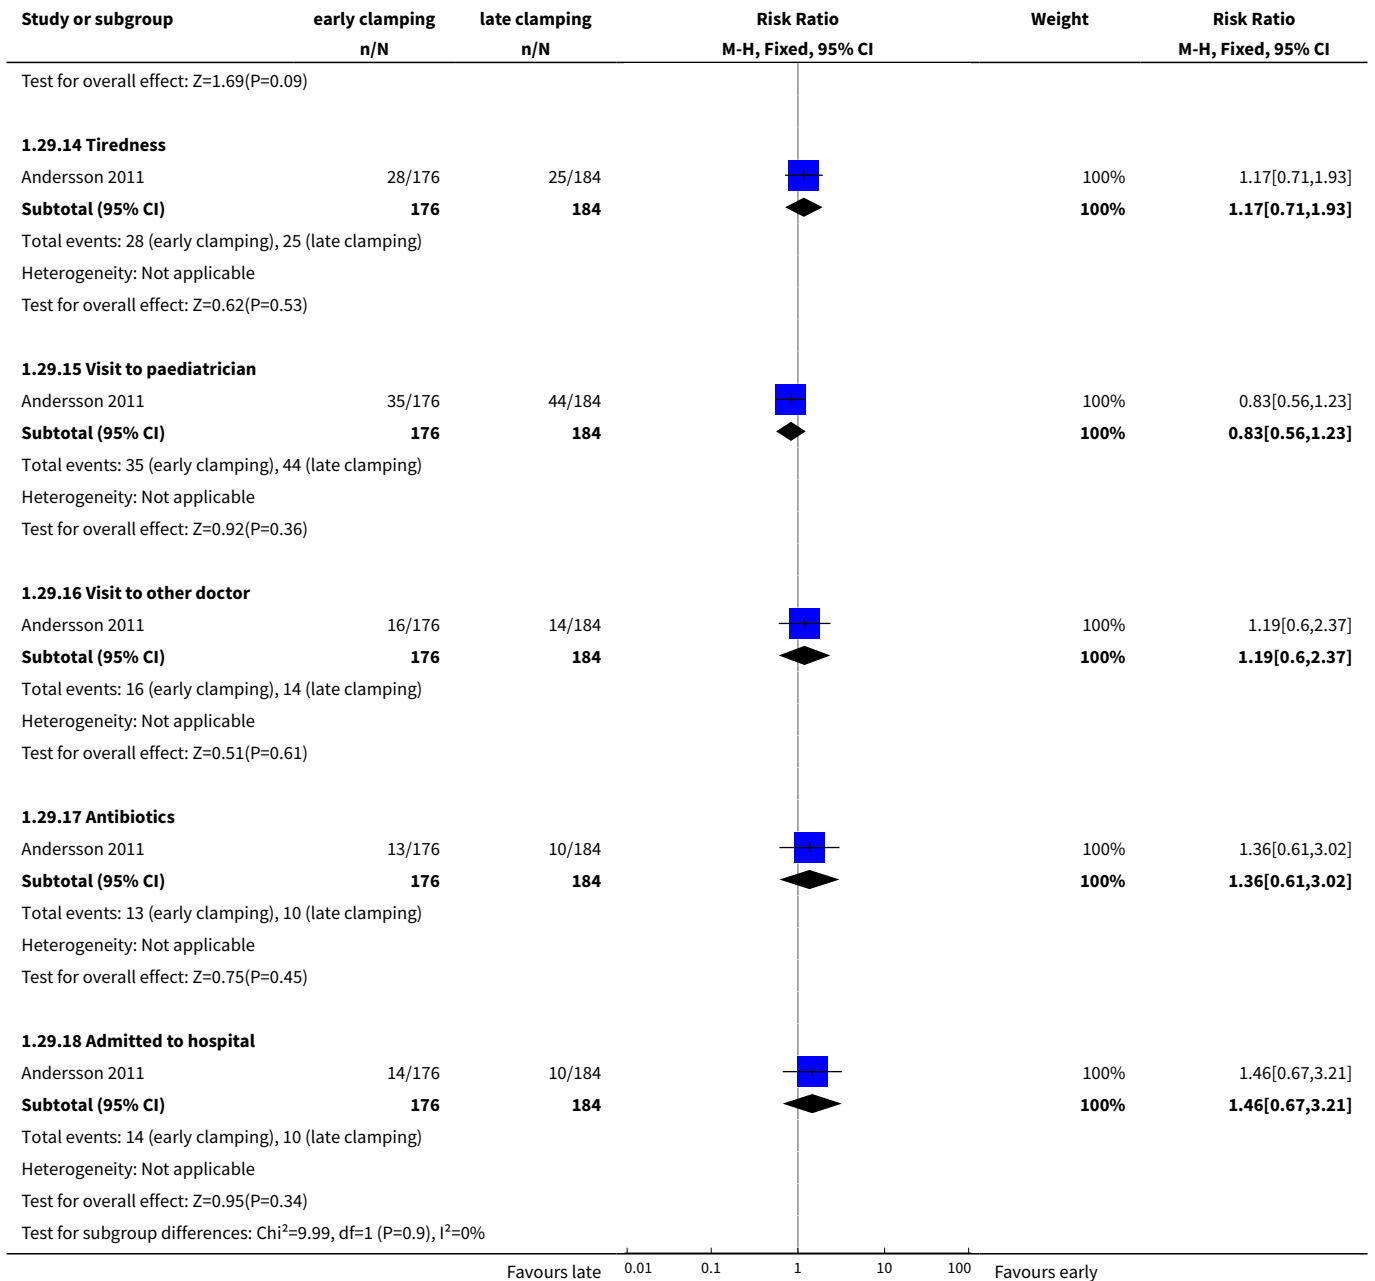 Study or subgroup early clamping late clamping Risk Ratio Weight Risk Ratio
n/N n/N M-H, Fixed, 95% CI M-H, Fixed, 95% CI
Test for overall effect: Z=1.69(P=0.09)
1.29.14 Tiredness
Andersson 2011 28/176 25/184 100% 1.17[0.71,1.93]
Subtotal (95% CI) 176 184 100% 1.17[0.71,1.93]
Total events: 28 (early clamping), 25 (late clamping)
Heterogeneity: Not applicable
Test for overall effect: Z=0.62(P=0.53)
1.29.15 Visit to paediatrician
Andersson 2011 35/176 44/184 100% 0.83[0.56,1.23]
Subtotal (95% CI) 176 184 100% 0.83[0.56,1.23]
Total events: 35 (early clamping), 44 (late clamping)
Heterogeneity: Not applicable
Test for overall effect: Z=0.92(P=0.36)
1.29.16 Visit to other doctor
Andersson 2011 16/176 14/184 100% 1.19[0.6,2.37]
Subtotal (95% CI) 176 184 100% 1.19[0.6,2.37]
Total events: 16 (early clamping), 14 (late clamping)
Heterogeneity: Not applicable
Test for overall effect: Z=0.51(P=0.61)
1.29.17 Antibiotics
Andersson 2011 13/176 10/184 100% 1.36[0.61,3.02]
Subtotal (95% CI) 176 184 100% 1.36[0.61,3.02]
Total events: 13 (early clamping), 10 (late clamping)
Heterogeneity: Not applicable
Test for overall effect: Z=0.75(P=0.45)
1.29.18 Admitted to hospital
Andersson 2011 14/176 10/184 100% 1.46[0.67,3.21]
Subtotal (95% CI) 176 184 100% 1.46[0.67,3.21]
Total events: 14 (early clamping), 10 (late clamping)
Heterogeneity: Not applicable
Test for overall effect: Z=0.95(P=0.34)
Test for subgroup differences: Chi²=9.99, df=1 (P=0.9), I²=0%
Favours late 0.01 0.1 1 10 100 Favours early